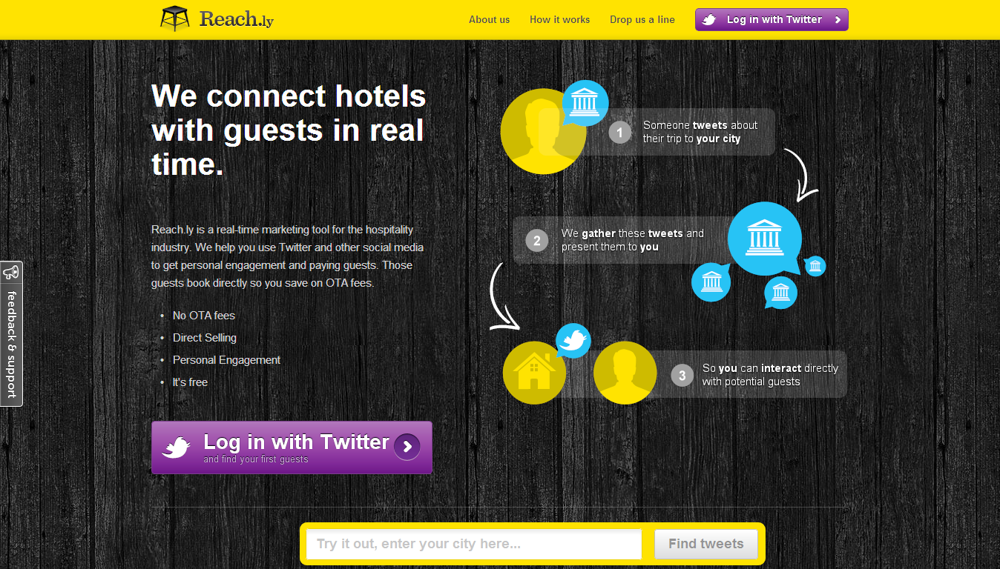 Reach.ly
About us
How it works
Drop us a line
Log in with Twitter
We connect hotels
with guests in real
time.
Reach.ly is a real-time marketing tool for the hospitality
industry. We help you use Twitter and other social media
to get personal engagement and paying guests. Those
guests book directly so you save on OTA fees.
• No OTA fees
• Direct Selling
• Personal Engagement
• It's free
Log in with Twitter
and find your first guests
1
Someone tweets about
their trip to your city
2
We gather these tweets and
present them to you
3
So you can interact directly
with potential guests
feedback & support
Try it out, enter your city here...
Find tweets